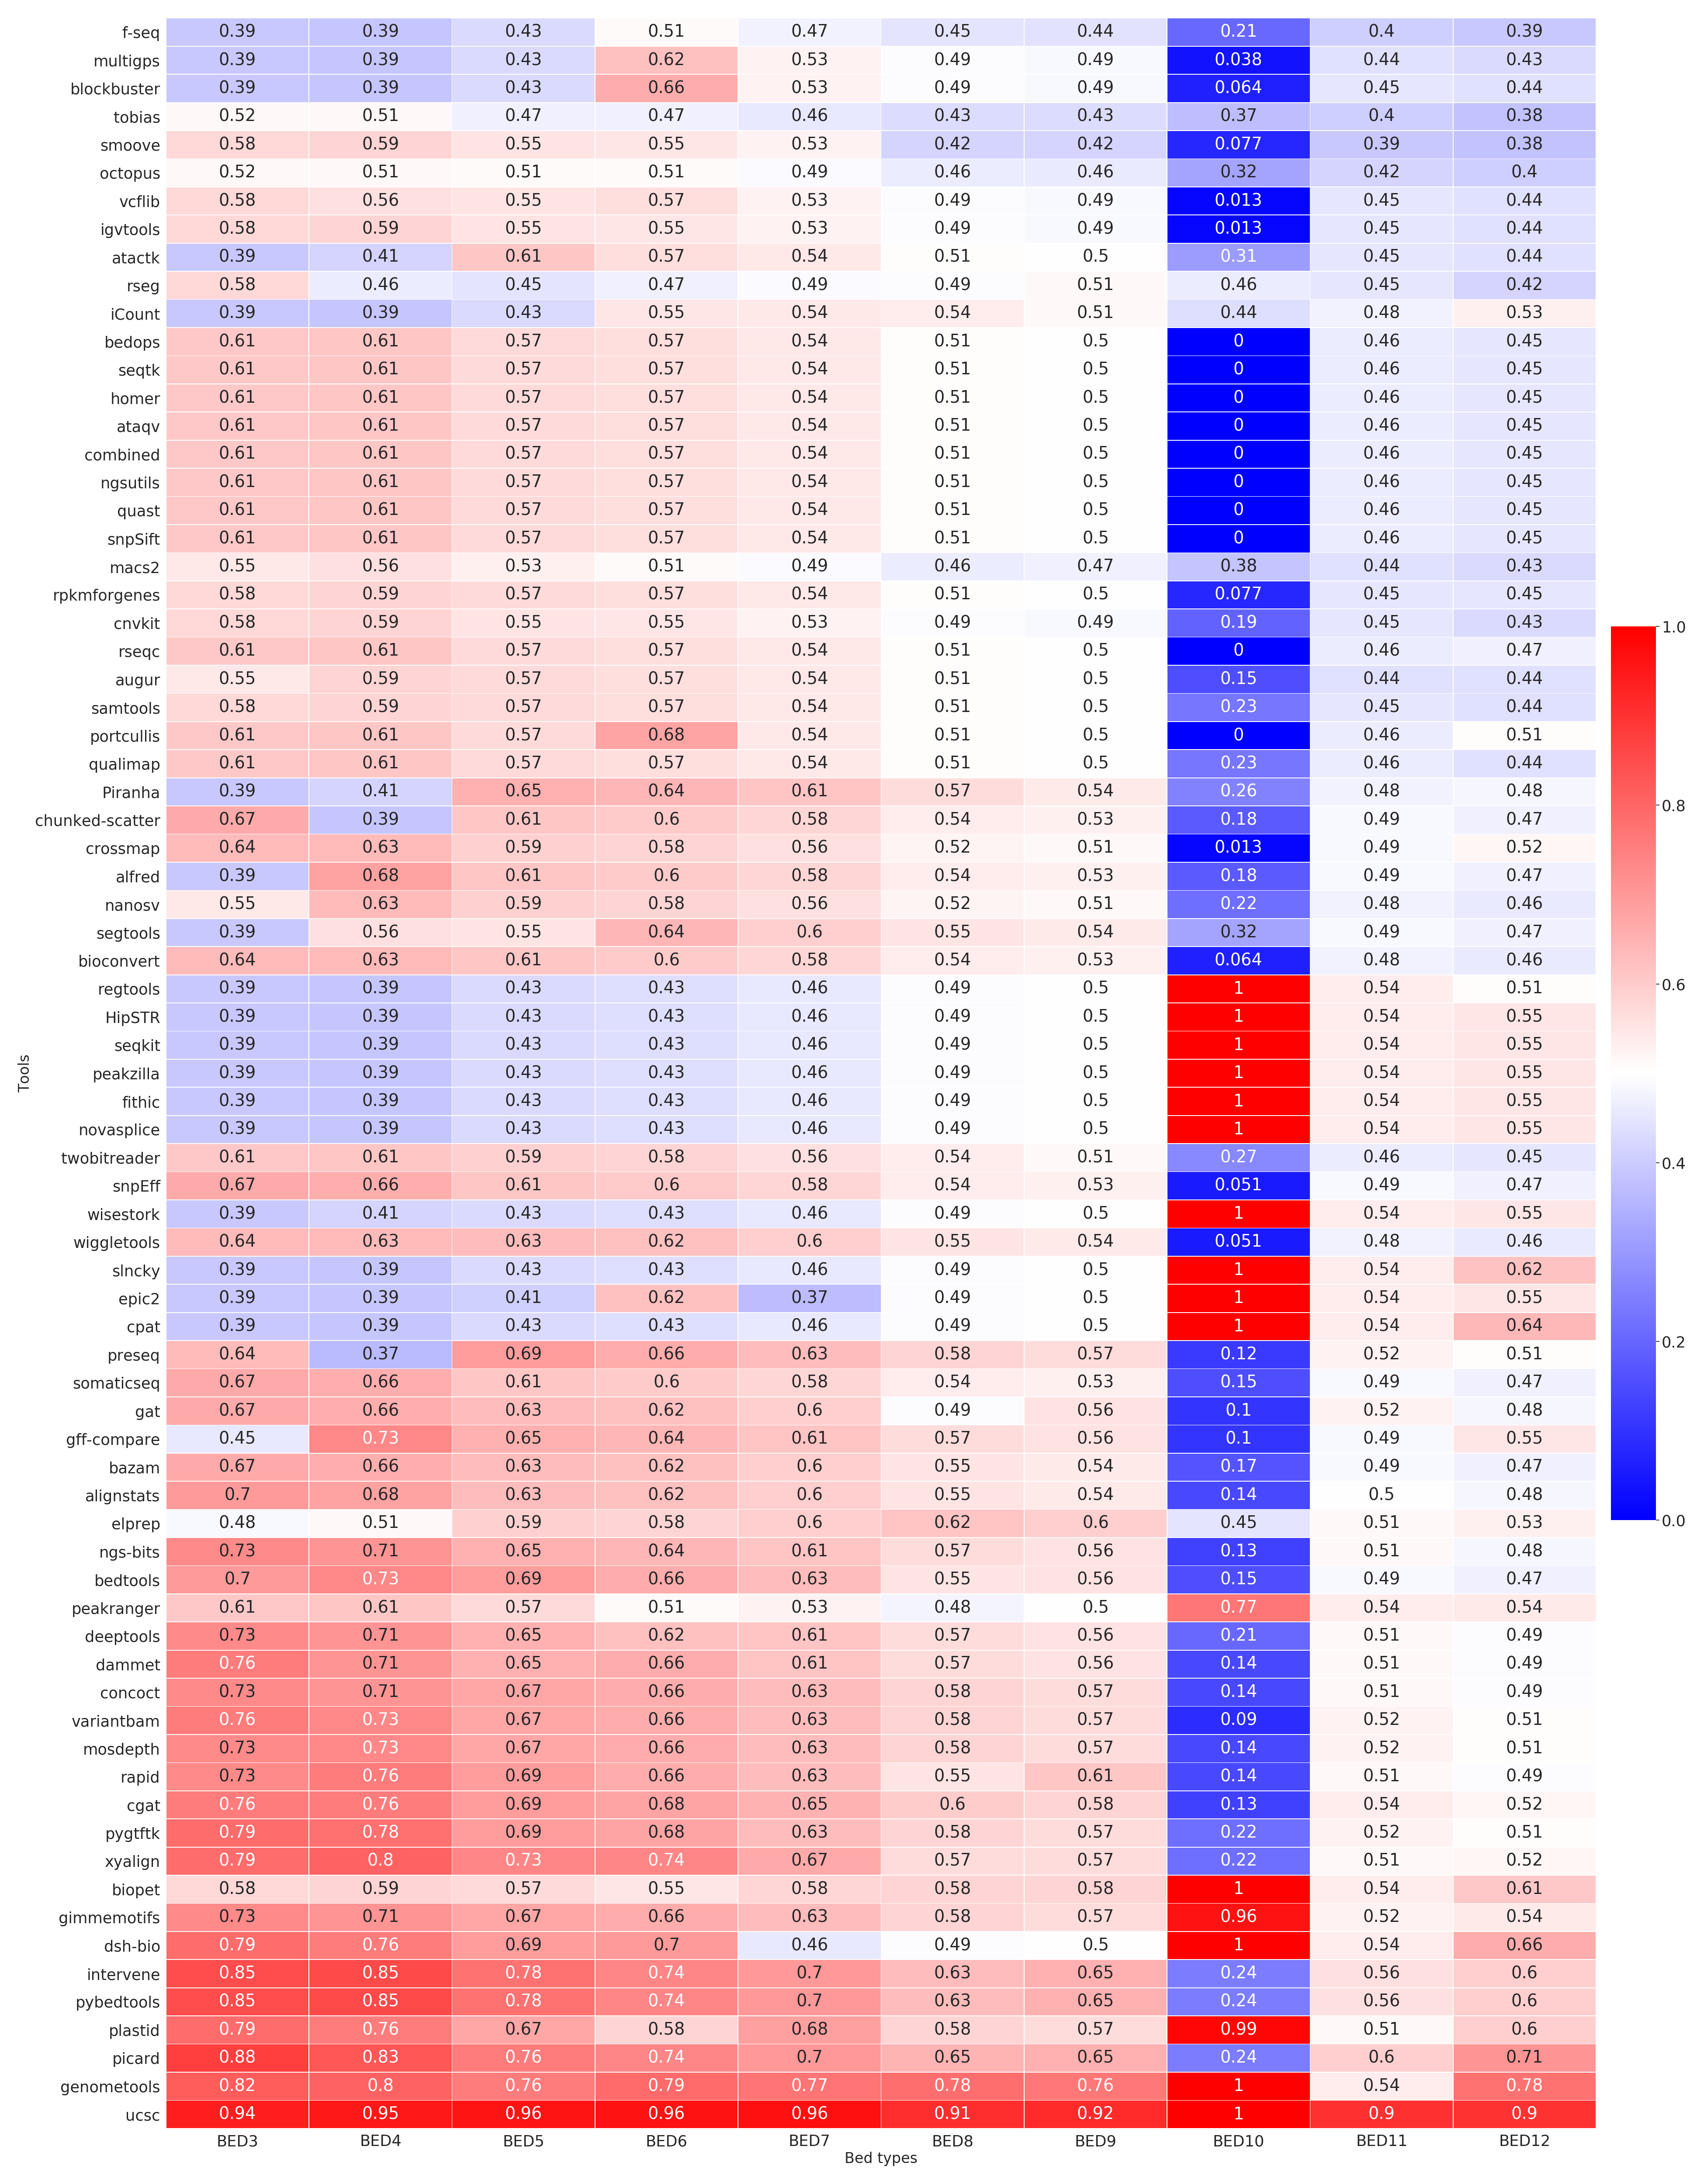 f-seq 0.39 0.39 0.43 0.51 0.47 0.45 0.44 0.21 0.4 0.39
multigps 0.39 0.39 0.43 0.62 0.53 0.49 0.49 0.038 0.44 0.43
blockbuster 0.39 0.39 0.43 0.66 0.53 0.49 0.49 0.064 0.45 0.44
tobias 0.52 0.51 0.47 0.47 0.46 0.43 0.43 0.37 0.4 0.38
smoove 0.58 0.59 0.55 0.55 0.53 0.42 0.42 0.077 0.39 0.38
octopus 0.52 0.51 0.51 0.51 0.49 0.46 0.46 0.32 0.42 0.4
vcflib 0.58 0.56 0.55 0.57 0.53 0.49 0.49 0.013 0.45 0.44
igvtools 0.58 0.59 0.55 0.55 0.53 0.49 0.49 0.013 0.45 0.44
atactk 0.39 0.41 0.61 0.57 0.54 0.51 0.5 0.31 0.45 0.44
rseg 0.58 0.46 0.45 0.47 0.49 0.49 0.51 0.46 0.45 0.42
iCount 0.39 0.39 0.43 0.55 0.54 0.54 0.51 0.44 0.48 0.53
bedops 0.61 0.61 0.57 0.57 0.54 0.51 0.5 0 0.46 0.45
seqtk 0.61 0.61 0.57 0.57 0.54 0.51 0.5 0 0.46 0.45
homer 0.61 0.61 0.57 0.57 0.54 0.51 0.5 0 0.46 0.45
ataqv 0.61 0.61 0.57 0.57 0.54 0.51 0.5 0 0.46 0.45
combined 0.61 0.61 0.57 0.57 0.54 0.51 0.5 0 0.46 0.45
ngsutils 0.61 0.61 0.57 0.57 0.54 0.51 0.5 0 0.46 0.45
quast 0.61 0.61 0.57 0.57 0.54 0.51 0.5 0 0.46 0.45
snpSift 0.61 0.61 0.57 0.57 0.54 0.51 0.5 0 0.46 0.45
macs2 0.55 0.56 0.53 0.51 0.49 0.46 0.47 0.38 0.44 0.43
rpkmforgenes 0.58 0.59 0.57 0.57 0.54 0.51 0.5 0.077 0.45 0.45
cnvkit 0.58 0.59 0.55 0.55 0.53 0.49 0.49 0.19 0.45 0.43
rseqc 0.61 0.61 0.57 0.57 0.54 0.51 0.5 0 0.46 0.47
augur 0.55 0.59 0.57 0.57 0.54 0.51 0.5 0.15 0.44 0.44
samtools 0.58 0.59 0.57 0.57 0.54 0.51 0.5 0.23 0.45 0.44
portcullis 0.61 0.61 0.57 0.68 0.54 0.51 0.5 0 0.46 0.51
qualimap 0.61 0.61 0.57 0.57 0.54 0.51 0.5 0.23 0.46 0.44
Piranha 0.39 0.41 0.65 0.64 0.61 0.57 0.54 0.26 0.48 0.48
chunked-scatter 0.67 0.39 0.61 0.6 0.58 0.54 0.53 0.18 0.49 0.47
crossmap 0.64 0.63 0.59 0.58 0.56 0.52 0.51 0.013 0.49 0.52
alfred 0.39 0.68 0.61 0.6 0.58 0.54 0.53 0.18 0.49 0.47
nanosv 0.55 0.63 0.59 0.58 0.56 0.52 0.51 0.22 0.48 0.46
segtools 0.39 0.56 0.55 0.64 0.6 0.55 0.54 0.32 0.49 0.47
bioconvert 0.64 0.63 0.61 0.6 0.58 0.54 0.53 0.064 0.48 0.46
regtools 0.39 0.39 0.43 0.43 0.46 0.49 0.5 1 0.54 0.51
HipSTR 0.39 0.39 0.43 0.43 0.46 0.49 0.5 1 0.54 0.55
seqkit 0.39 0.39 0.43 0.43 0.46 0.49 0.5 1 0.54 0.55
peakzilla 0.39 0.39 0.43 0.43 0.46 0.49 0.5 1 0.54 0.55
fithic 0.39 0.39 0.43 0.43 0.46 0.49 0.5 1 0.54 0.55
novasplice 0.39 0.39 0.43 0.43 0.46 0.49 0.5 1 0.54 0.55
twobitreader 0.61 0.61 0.59 0.58 0.56 0.54 0.51 0.27 0.46 0.45
snpEff 0.67 0.66 0.61 0.6 0.58 0.54 0.53 0.051 0.49 0.47
wisestork 0.39 0.41 0.43 0.43 0.46 0.49 0.5 1 0.54 0.55
wiggletools 0.64 0.63 0.63 0.62 0.6 0.55 0.54 0.051 0.48 0.46
slncky 0.39 0.39 0.43 0.43 0.46 0.49 0.5 1 0.54 0.62
epic2 0.39 0.39 0.41 0.62 0.37 0.49 0.5 1 0.54 0.55
cpat 0.39 0.39 0.43 0.43 0.46 0.49 0.5 1 0.54 0.64
preseq 0.64 0.37 0.69 0.66 0.63 0.58 0.57 0.12 0.52 0.51
somaticseq 0.67 0.66 0.61 0.6 0.58 0.54 0.53 0.15 0.49 0.47
gat 0.67 0.66 0.63 0.62 0.6 0.49 0.56 0.1 0.52 0.48
gff-compare 0.45 0.73 0.65 0.64 0.61 0.57 0.56 0.1 0.49 0.55
bazam 0.67 0.66 0.63 0.62 0.6 0.55 0.54 0.17 0.49 0.47
alignstats 0.7 0.68 0.63 0.62 0.6 0.55 0.54 0.14 0.5 0.48
elprep 0.48 0.51 0.59 0.58 0.6 0.62 0.6 0.45 0.51 0.53
ngs-bits 0.73 0.71 0.65 0.64 0.61 0.57 0.56 0.13 0.51 0.48
bedtools 0.7 0.73 0.69 0.66 0.63 0.55 0.56 0.15 0.49 0.47
peakranger 0.61 0.61 0.57 0.51 0.53 0.48 0.5 0.77 0.54 0.54
deeptools 0.73 0.71 0.65 0.62 0.61 0.57 0.56 0.21 0.51 0.49
dammet 0.76 0.71 0.65 0.66 0.61 0.57 0.56 0.14 0.51 0.49
concoct 0.73 0.71 0.67 0.66 0.63 0.58 0.57 0.14 0.51 0.49
variantbam 0.76 0.73 0.67 0.66 0.63 0.58 0.57 0.09 0.52 0.51
mosdepth 0.73 0.73 0.67 0.66 0.63 0.58 0.57 0.14 0.52 0.51
rapid 0.73 0.76 0.69 0.66 0.63 0.55 0.61 0.14 0.51 0.49
cgat 0.76 0.76 0.69 0.68 0.65 0.6 0.58 0.13 0.54 0.52
pygtftk 0.79 0.78 0.69 0.68 0.63 0.58 0.57 0.22 0.52 0.51
xyalign 0.79 0.8 0.73 0.74 0.67 0.57 0.57 0.22 0.51 0.52
biopet 0.58 0.59 0.57 0.55 0.58 0.58 0.58 1 0.54 0.61
gimmemotifs 0.73 0.71 0.67 0.66 0.63 0.58 0.57 0.96 0.52 0.54
dsh-bio 0.79 0.76 0.69 0.7 0.46 0.49 0.5 1 0.54 0.66
intervene 0.85 0.85 0.78 0.74 0.7 0.63 0.65 0.24 0.56 0.6
pybedtools 0.85 0.85 0.78 0.74 0.7 0.63 0.65 0.24 0.56 0.6
plastid 0.79 0.76 0.67 0.58 0.68 0.58 0.57 0.99 0.51 0.6
picard 0.88 0.83 0.76 0.74 0.7 0.65 0.65 0.24 0.6 0.71
genometools 0.82 0.8 0.76 0.79 0.77 0.78 0.76 1 0.54 0.78
ucsc 0.94 0.95 0.96 0.96 0.96 0.91 0.92 1 0.9 0.9
BED3 BED4 BED5 BED6 BED7 BED8 BED9 BED10 BED11 BED12
Bed types
Tools
1.0
0.8
0.6
0.4
0.2
0.0